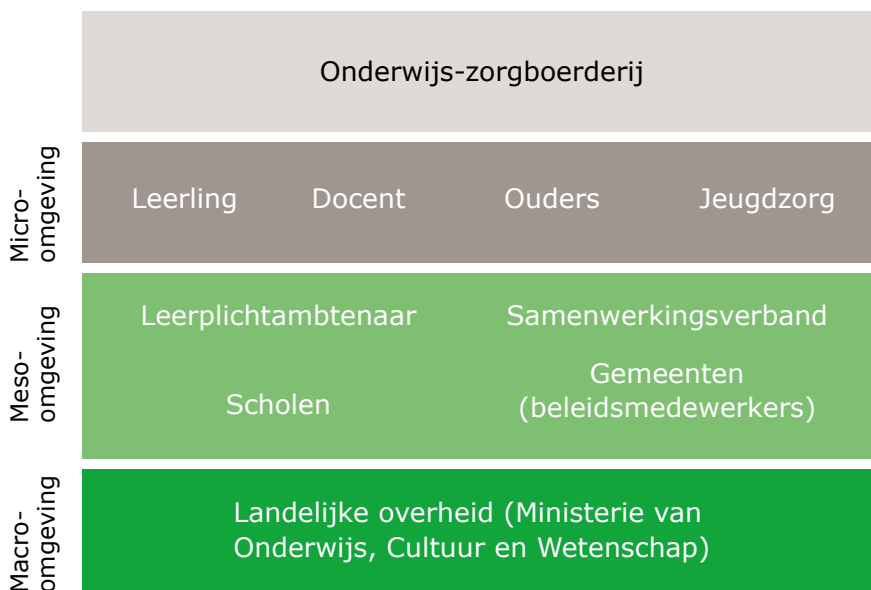 Onderwijs-zorgboerderij
Micro-
omgeving
Leerling Docent Ouders Jeugdzorg
Meso-
omgeving
Leerplichtambtenaar Samenwerkingsverband
Scholen
Gemeenten
(beleidsmedewerkers)
Macro-
omgeving
Landelijke overheid (Ministerie van
Onderwijs, Cultuur en Wetenschap)